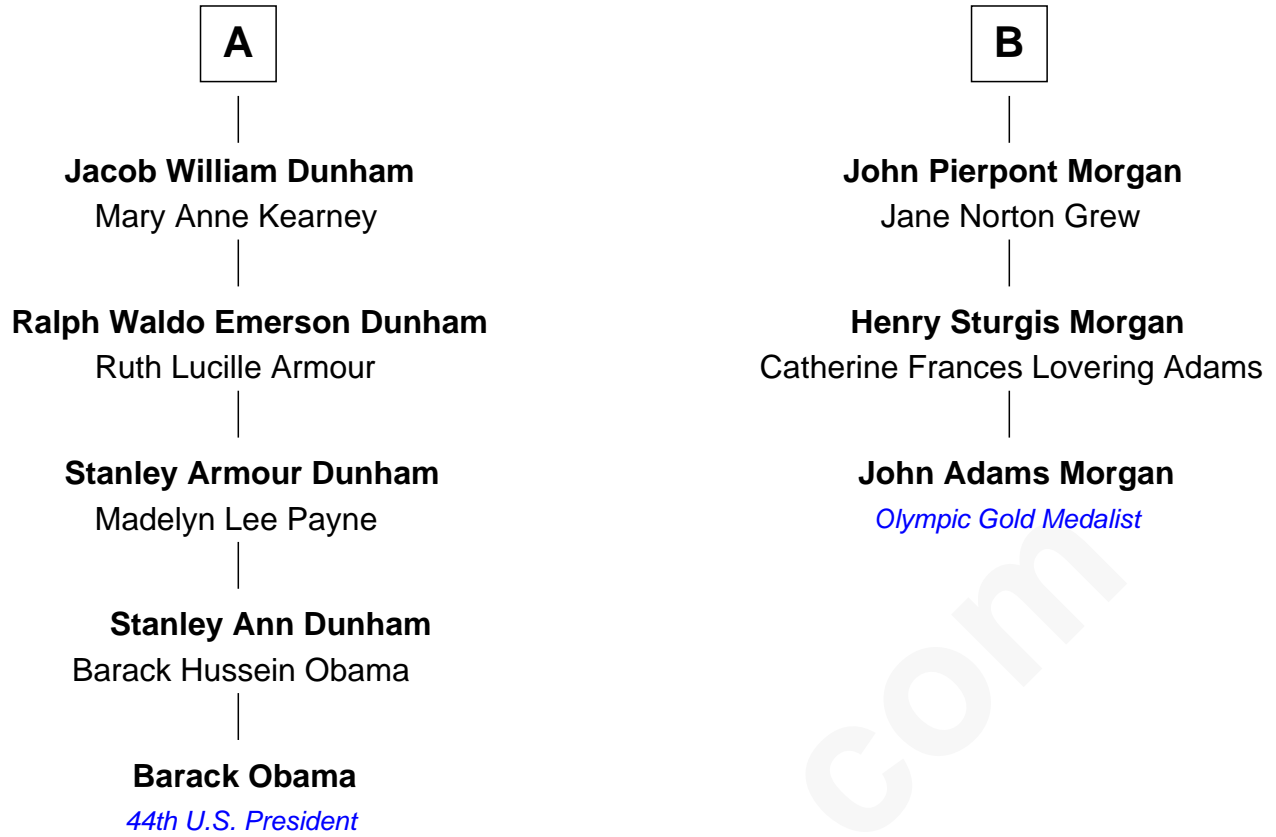 A
Jacob William Dunham
Mary Anne Kearney
Ralph Waldo Emerson Dunham
Ruth Lucille Armour
Stanley Armour Dunham
Madelyn Lee Payne
Stanley Ann Dunham
Barack Hussein Obama
Barack Obama
44th U.S. President
B
John Pierpont Morgan
Jane Norton Grew
Henry Sturgis Morgan
Catherine Frances Lovering Adams
John Adams Morgan
Olympic Gold Medalist
com